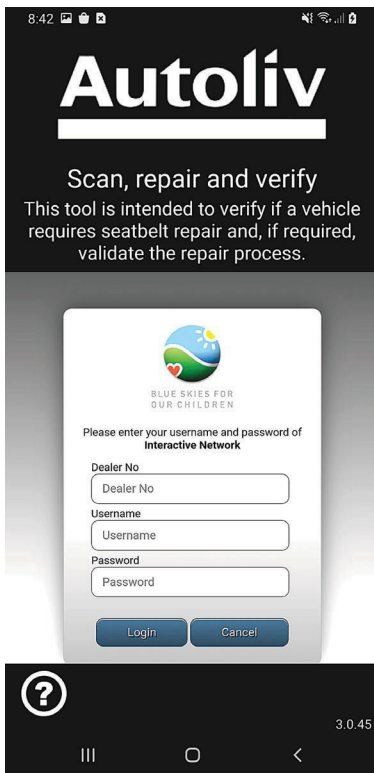 8:42
Autoliv
Scan, repair and verify
This tool is intended to verify if a vehicle
requires seatbelt repair and, if required,
validate the repair process.
BLUE SKIES FOR
OUR CHILDREN
Please enter your username and password of
Interactive Network
Dealer No
Dealer No
Username
Username
Password
Password
Login Cancel
?
3.0.45